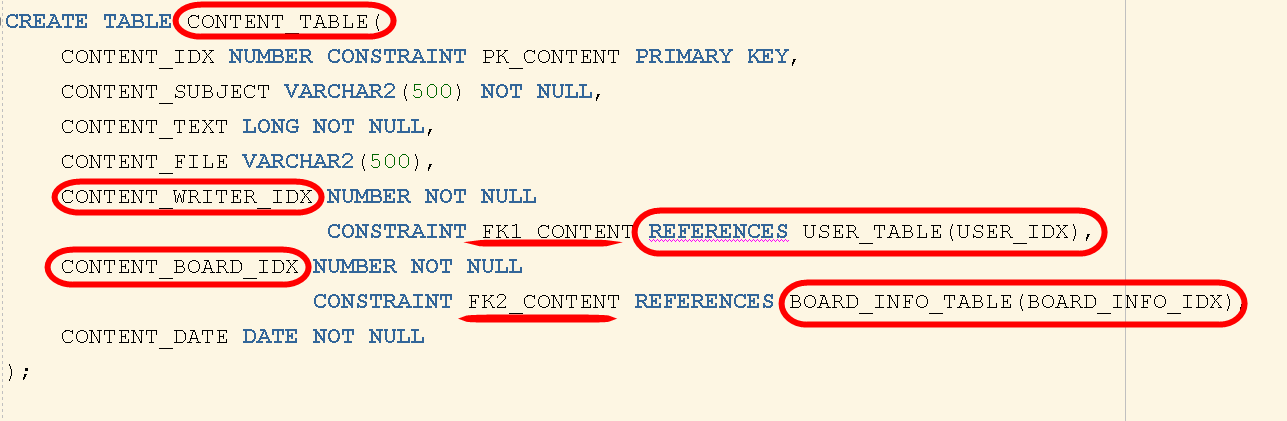 CREATE TABLE CONTENT_TABLE(
CONTENT_IDX NUMBER CONSTRAINT PK_CONTENT PRIMARY KEY,
CONTENT_SUBJECT VARCHAR2(500) NOT NULL,
CONTENT_TEXT LONG NOT NULL,
CONTENT_FILE VARCHAR2(500),
CONTENT_WRITER_IDX NUMBER NOT NULL
CONSTRAINT FK1_CONTENT REFERENCES USER_TABLE(USER_IDX),
CONTENT_BOARD_IDX NUMBER NOT NULL
CONSTRAINT FK2_CONTENT REFERENCES BOARD_INFO_TABLE(BOARD_INFO_IDX),
CONTENT_DATE DATE NOT NULL
);